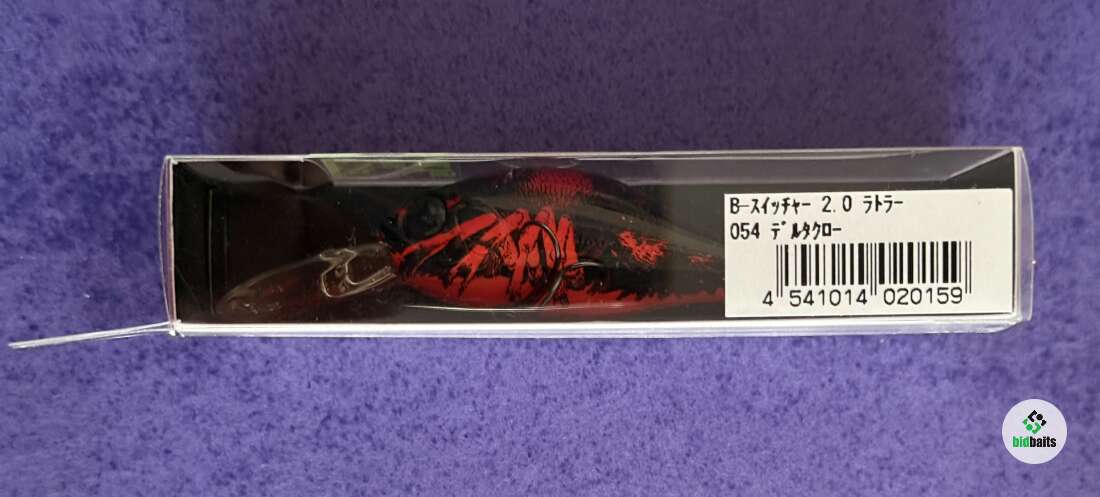 B-スイッチャー 2.0 ラトラー
054 デルタクロー
4 541014 020159
bidbaits